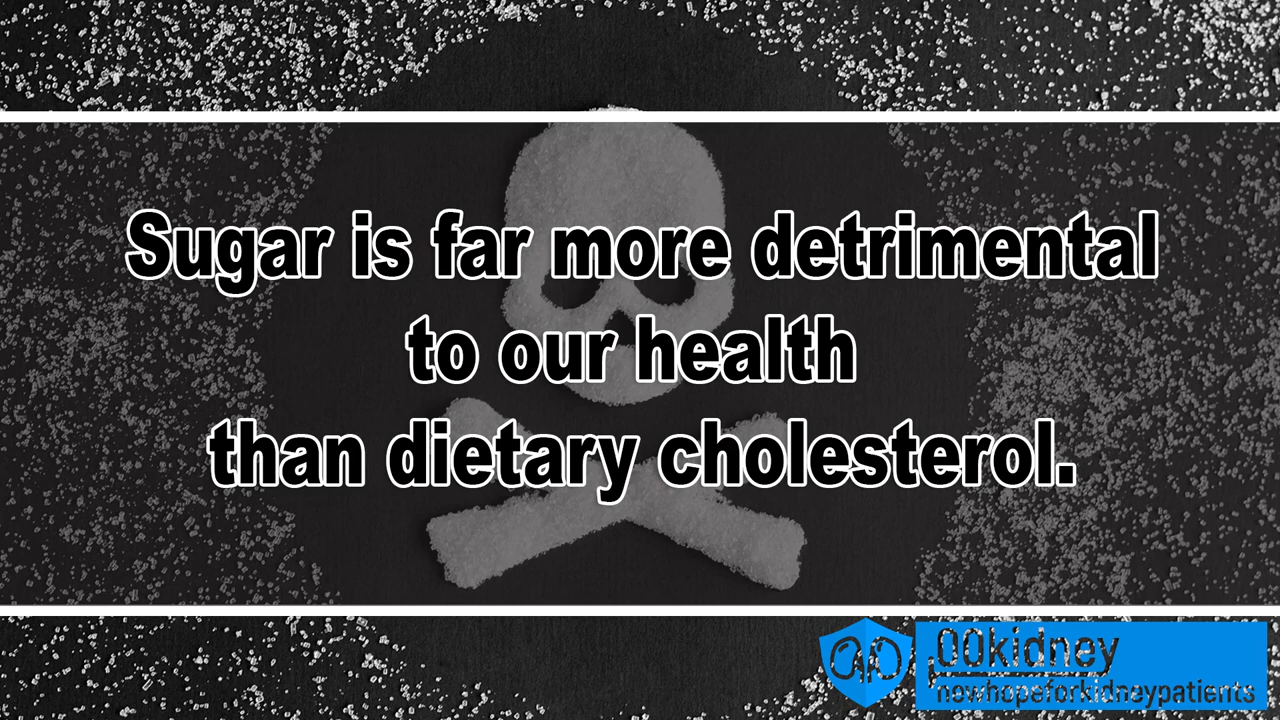 Sugar is far more detrimental
to our health
than dietary cholesterol.
00kidney
newhopeforkidneypatients